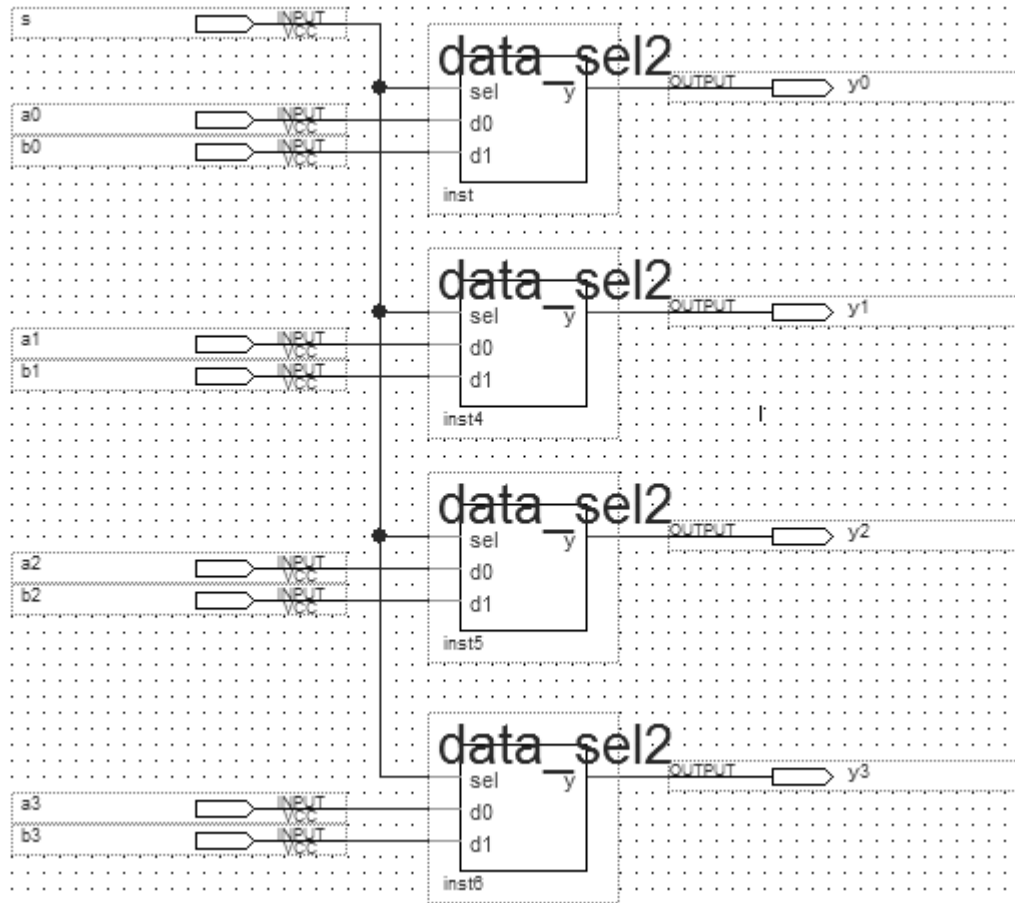 s INPUT
VCC
data_sel2
sel y
OUTPUT y0
a0 INPUT
VCC
d0
b0 INPUT
VCC
d1
inst
data_sel2
sel y
OUTPUT y1
a1 INPUT
VCC
d0
b1 INPUT
VCC
d1
inst4
data_sel2
sel y
OUTPUT y2
a2 INPUT
VCC
d0
b2 INPUT
VCC
d1
inst5
data_sel2
sel y
OUTPUT y3
a3 INPUT
VCC
d0
b3 INPUT
VCC
d1
inst6